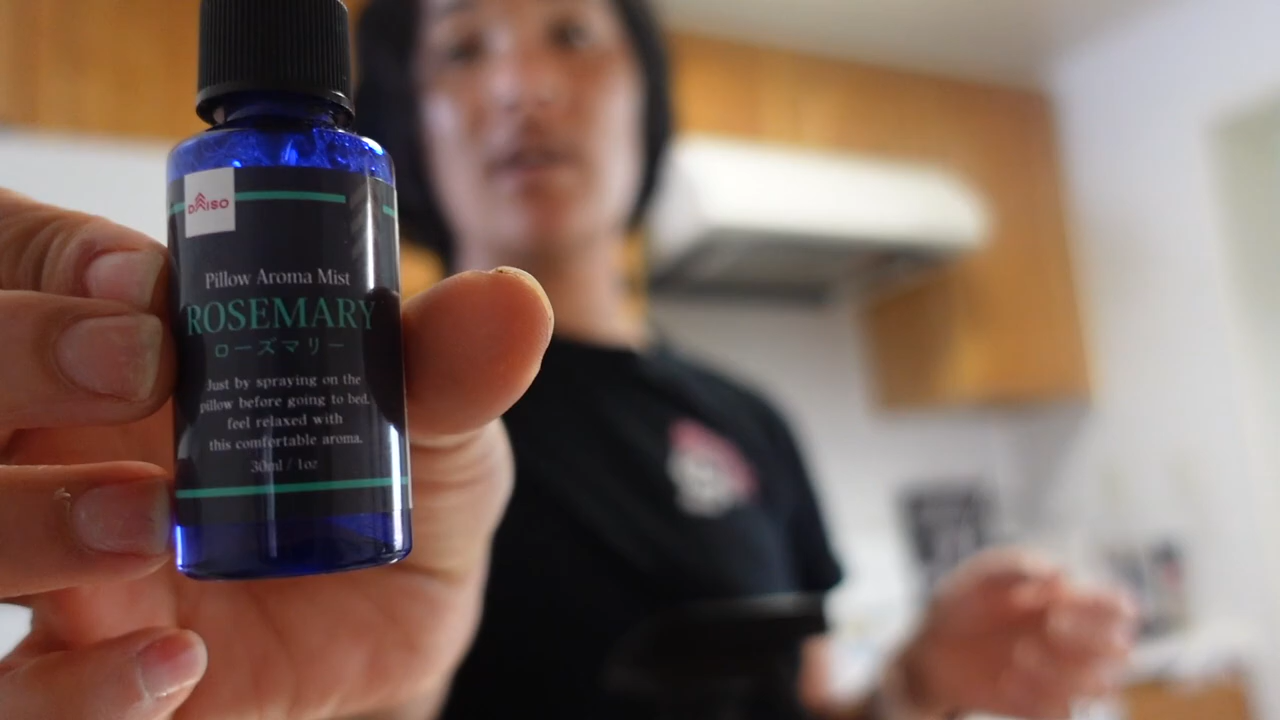 DAISO
Pillow Aroma Mist
ROSEMARY
ローズマリー
Just by spraying on the
pillow before going to bed,
feel relaxed with
this comfortable aroma.
30ml / 1oz